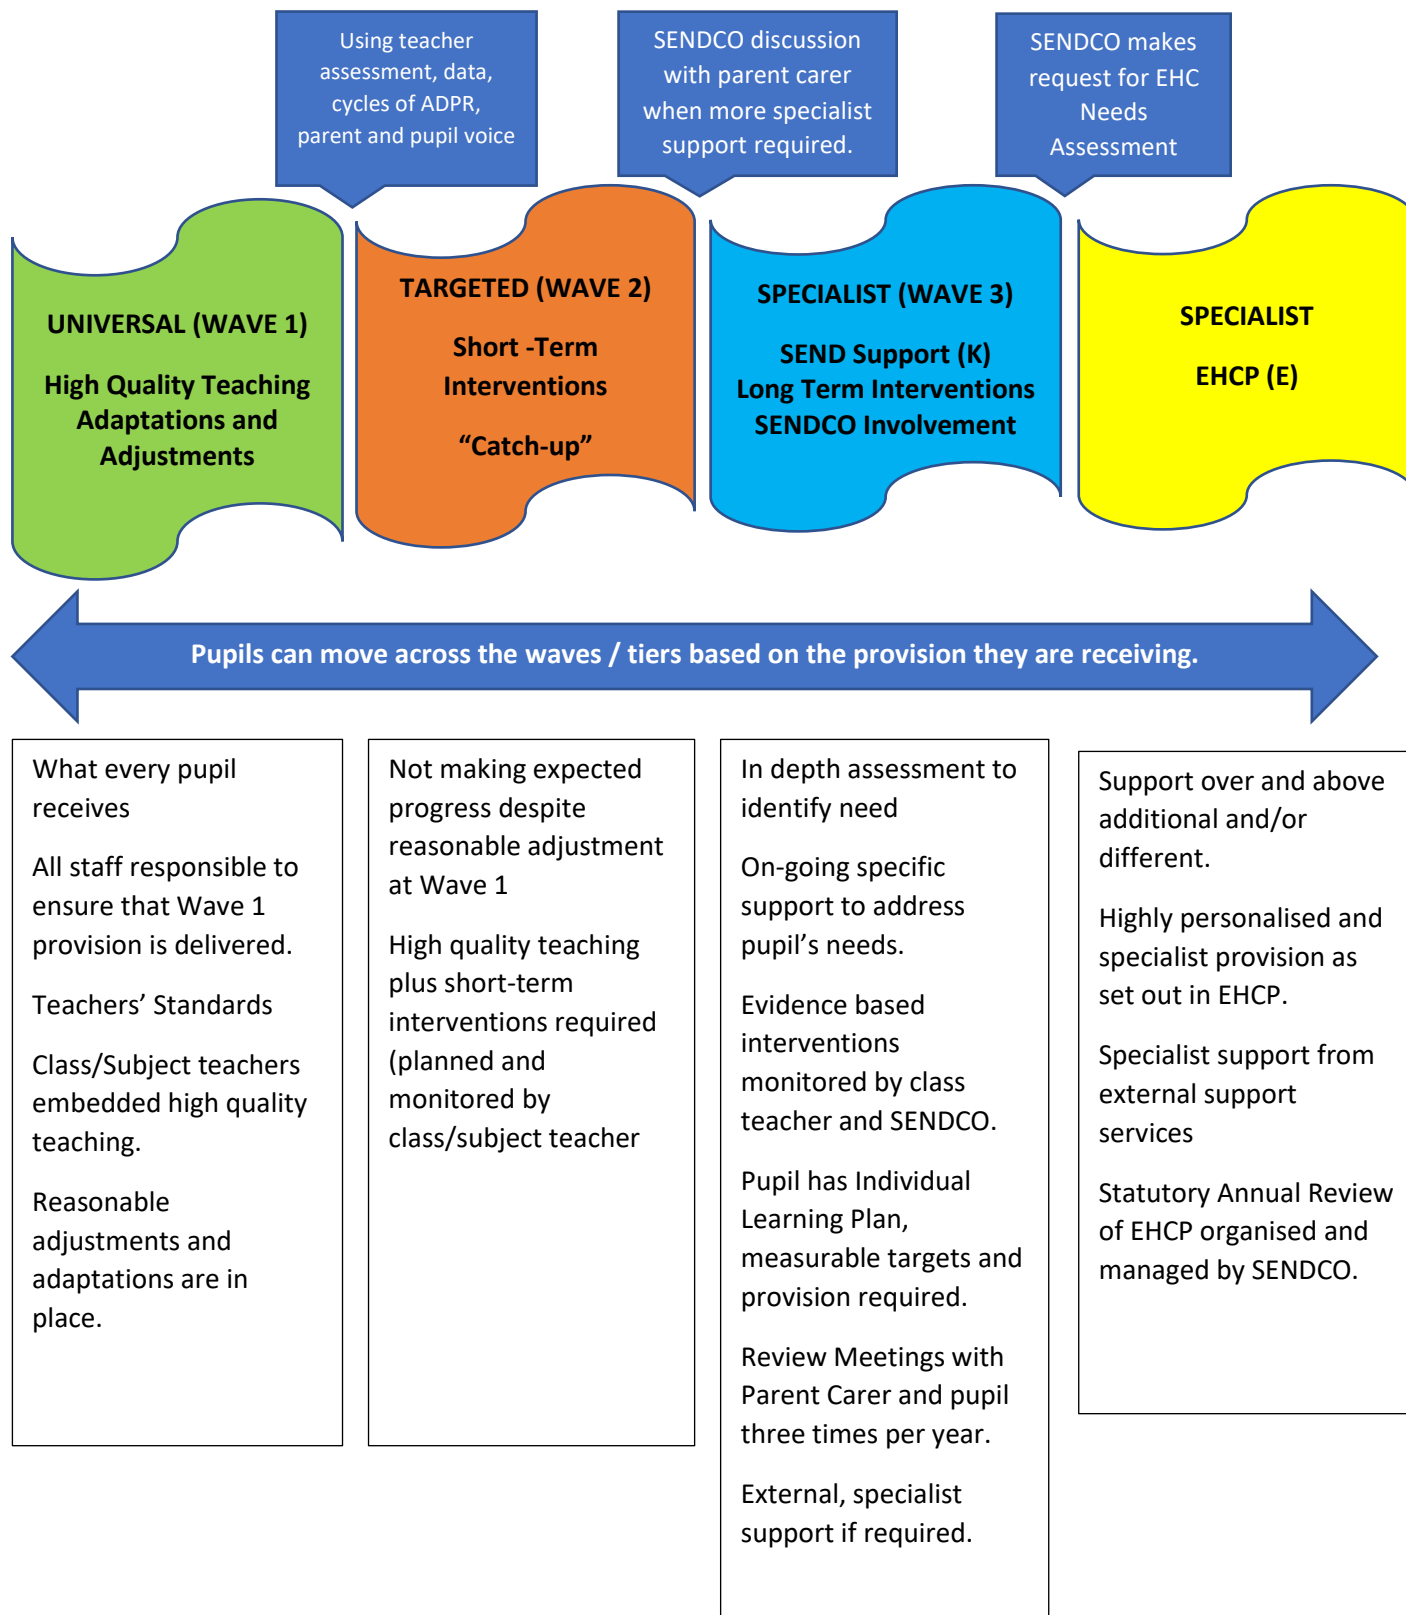 Using teacher
assessment, data,
cycles of ADPR,
parent and pupil voice
SENDCO discussion
with parent carer
when more specialist
support required.
SENDCO makes
request for EHC
Needs
Assessment
UNIVERSAL (WAVE 1)
High Quality Teaching
Adaptations and
Adjustments
TARGETED (WAVE 2)
Short -Term
Interventions
“Catch-up”
SPECIALIST (WAVE 3)
SEND Support (K)
Long Term Interventions
SENDCO Involvement
SPECIALIST
EHCP (E)
Pupils can move across the waves / tiers based on the provision they are receiving.
What every pupil
receives
All staff responsible to
ensure that Wave 1
provision is delivered.
Teachers’ Standards
Class/Subject teachers
embedded high quality
teaching.
Reasonable
adjustments and
adaptations are in
place.
Not making expected
progress despite
reasonable adjustment
at Wave 1
High quality teaching
plus short-term
interventions required
(planned and
monitored by
class/subject teacher
In depth assessment to
identify need
On-going specific
support to address
pupil’s needs.
Evidence based
interventions
monitored by class
teacher and SENDCO.
Pupil has Individual
Learning Plan,
measurable targets and
provision required.
Review Meetings with
Parent Carer and pupil
three times per year.
External, specialist
support if required.
Support over and above
additional and/or
different.
Highly personalised and
specialist provision as
set out in EHCP.
Specialist support from
external support
services
Statutory Annual Review
of EHCP organised and
managed by SENDCO.